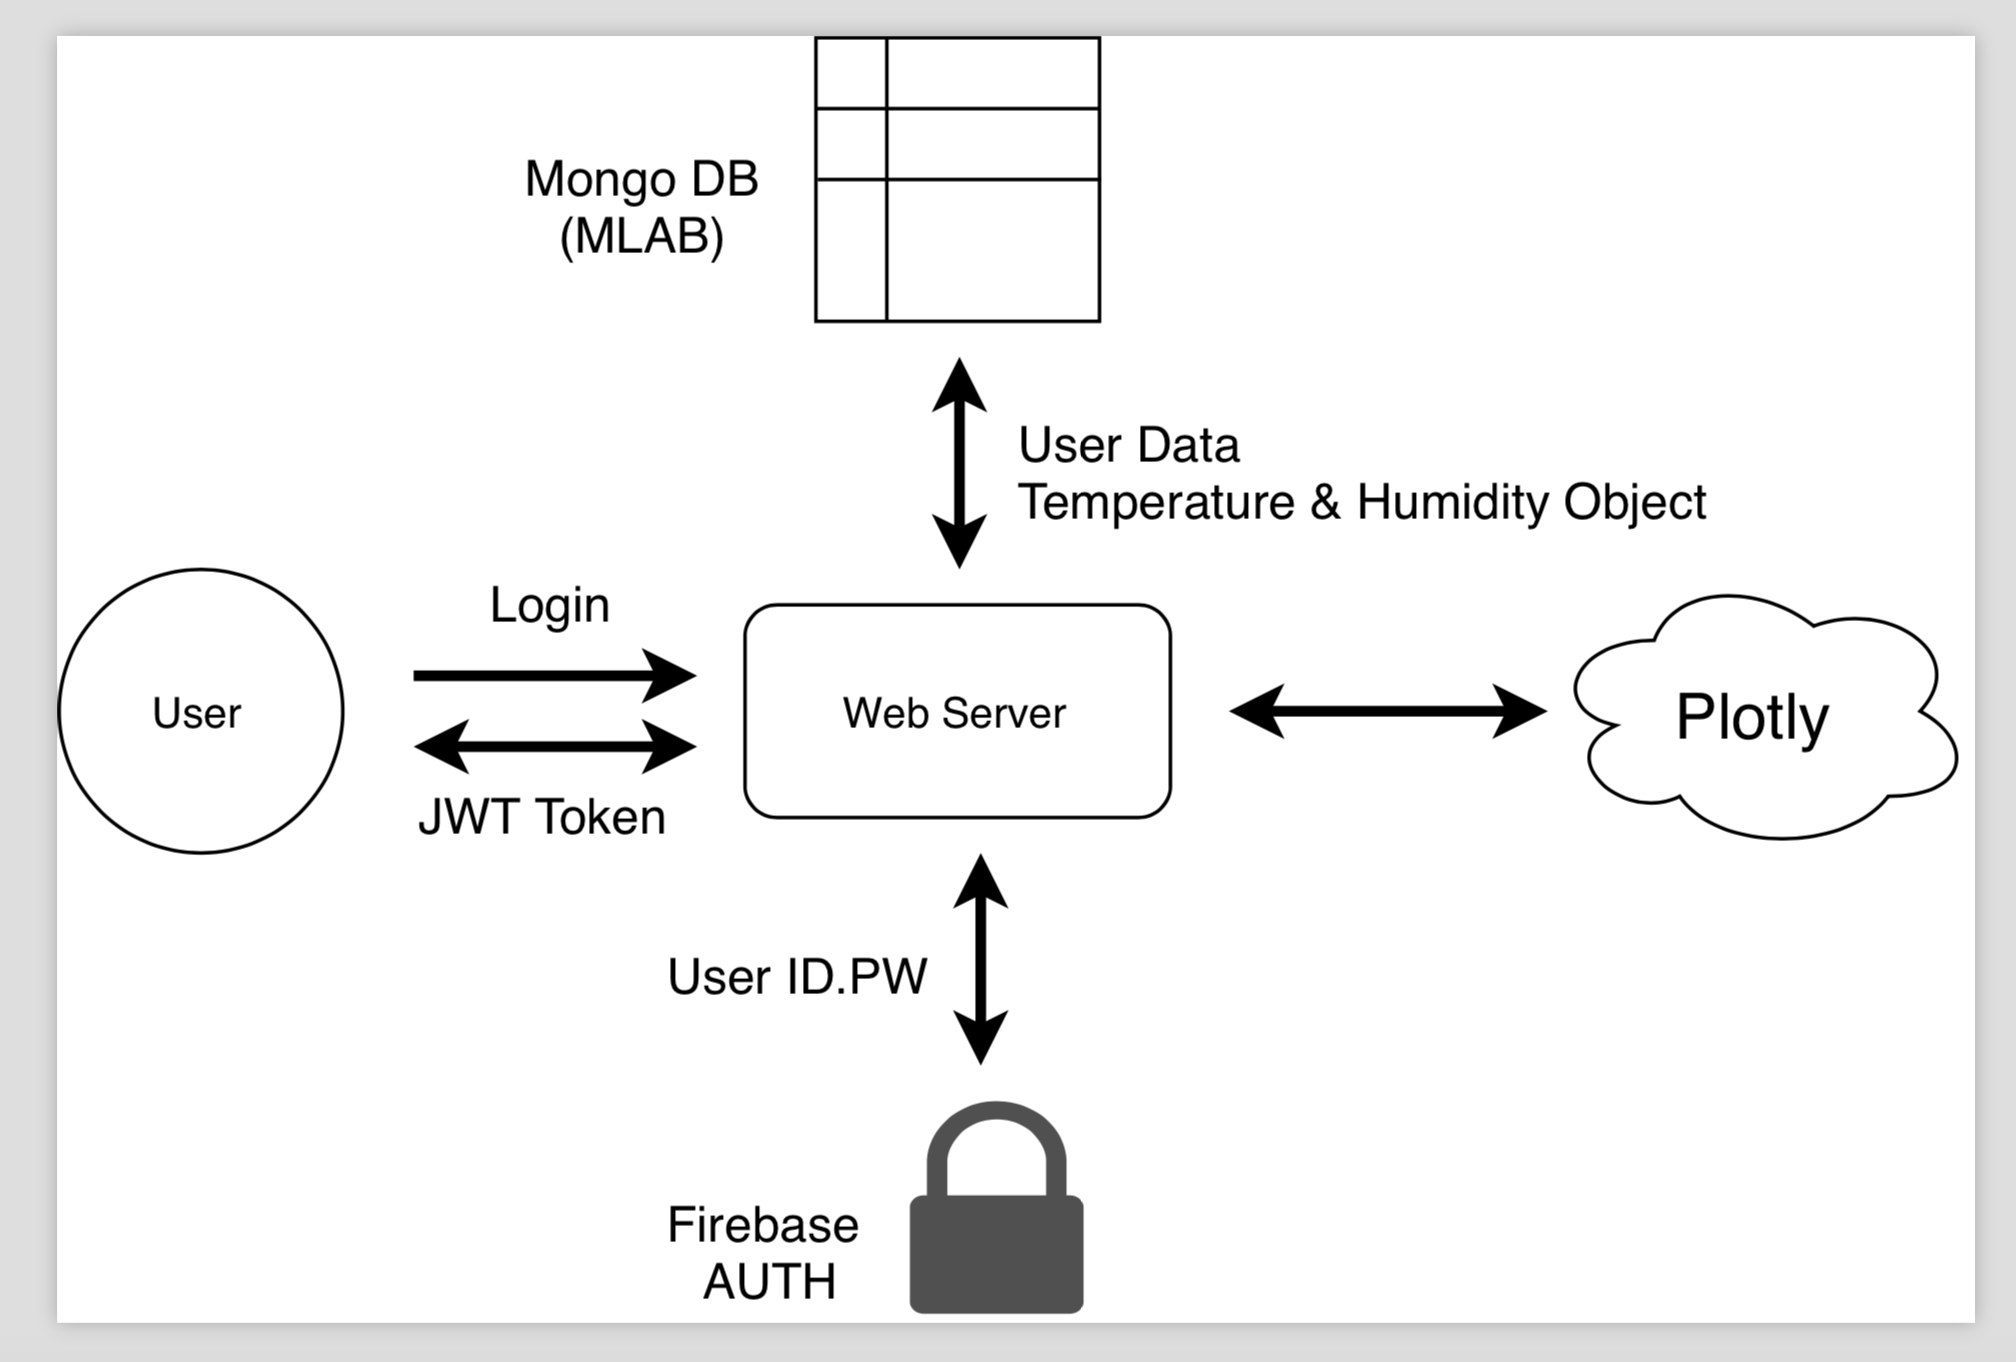 Mongo DB
(MLAB)
User Data
Temperature & Humidity Object
Login
User
Web Server
Plotly
JWT Token
User ID.PW
Firebase
AUTH